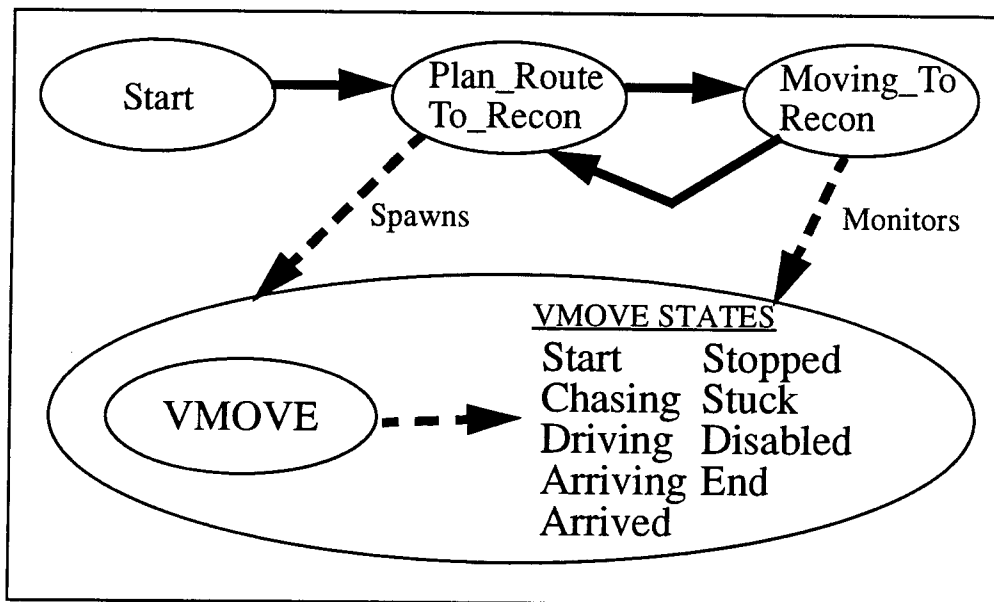 Start
Plan_Route
To_Recon
Moving_To
Recon
Spawns
Monitors
VMOVE
VMOVE STATES
Start Stopped
Chasing Stuck
Driving Disabled
Arriving End
Arrived